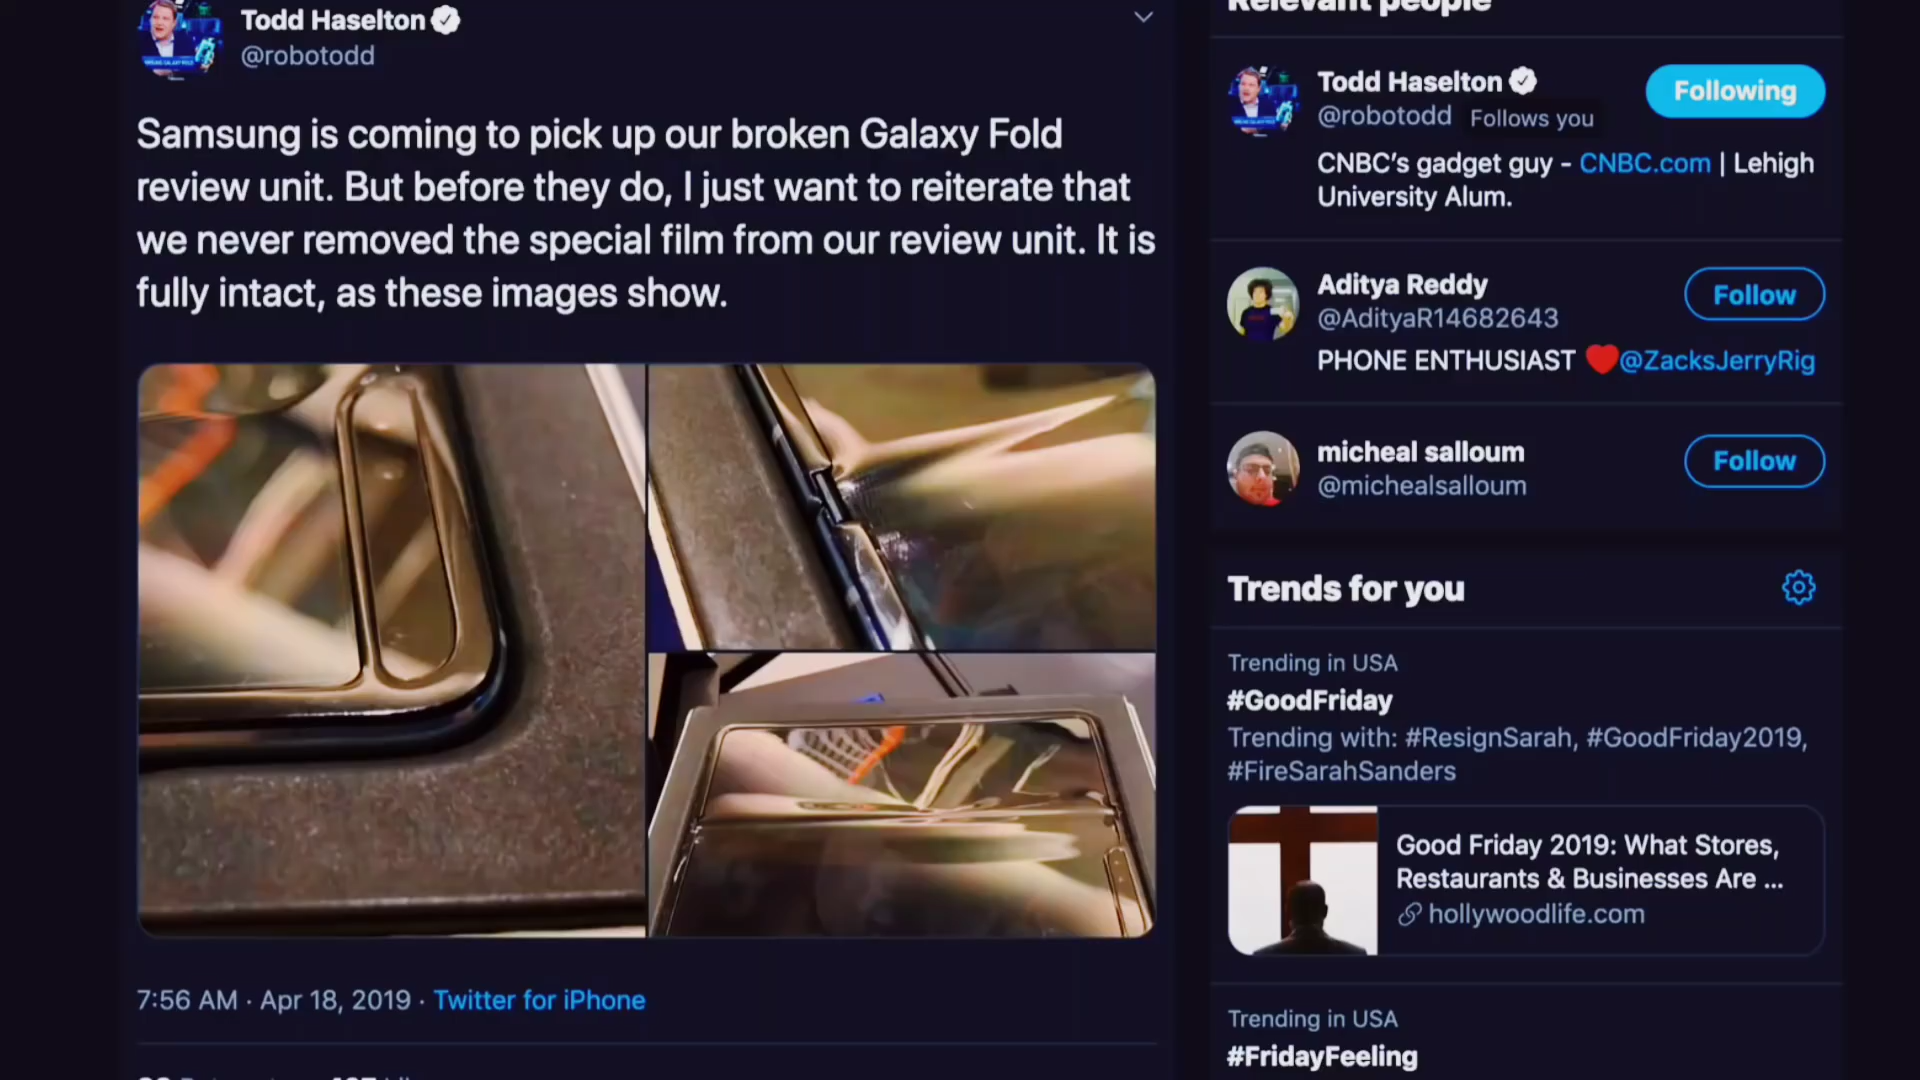 Todd Haselton
@robotodd
Samsung is coming to pick up our broken Galaxy Fold
review unit. But before they do, I just want to reiterate that
we never removed the special film from our review unit. It is
fully intact, as these images show.
7:56 AM · Apr 18, 2019 · Twitter for iPhone
Relevant people
Todd Haselton
Following
@robotodd Follows you
CNBC’s gadget guy - CNBC.com | Lehigh
University Alum.
Aditya Reddy
Follow
@AdityaR14682643
PHONE ENTHUSIAST ❤️@ZacksJerryRig
micheal salloum
Follow
@michealsalloum
Trends for you
Trending in USA
#GoodFriday
Trending with: #ResignSarah, #GoodFriday2019,
#FireSarahSanders
Good Friday 2019: What Stores,
Restaurants & Businesses Are ...
hollywoodlife.com
Trending in USA
#FridayFeeling